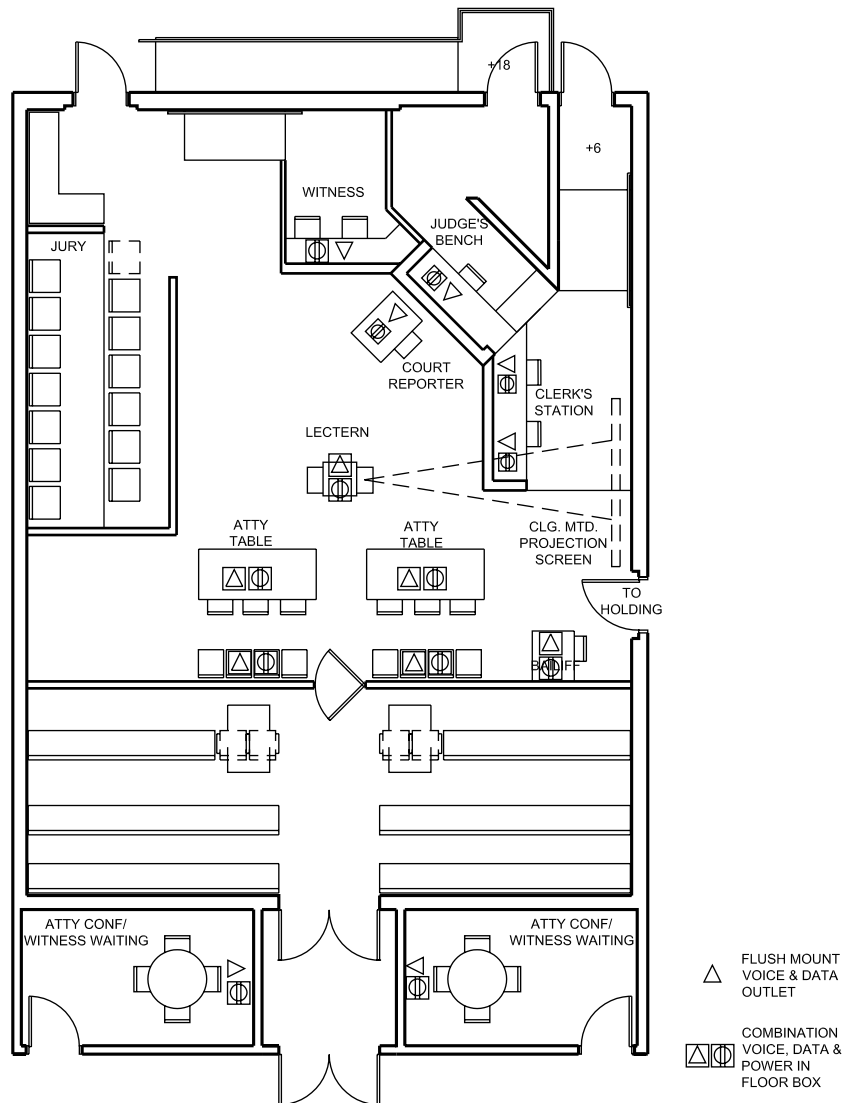 +18
+6
WITNESS
JUDGE'S
BENCH
JURY
COURT
REPORTER
CLERK'S
STATION
LECTERN
ATTY
TABLE
ATTY
TABLE
CLG. MTD.
PROJECTION
SCREEN
TO
HOLDING
BAILIFF
ATTY CONF/
WITNESS WAITING
ATTY CONF/
WITNESS WAITING
FLUSH MOUNT
VOICE & DATA
OUTLET
COMBINATION
VOICE, DATA &
POWER IN
FLOOR BOX